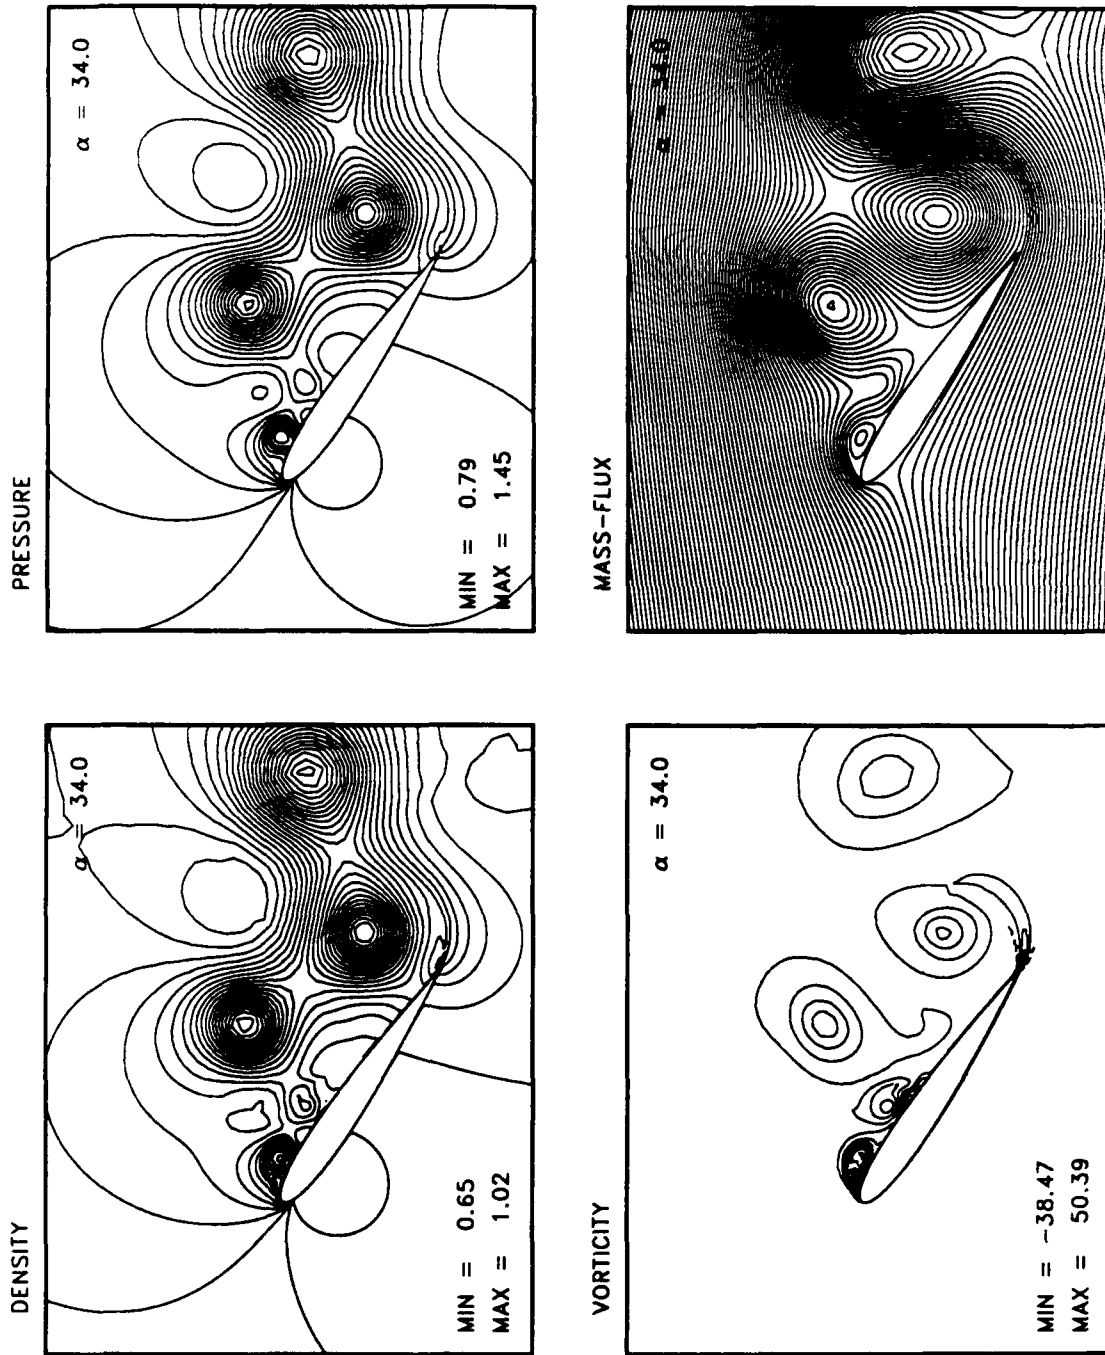 DENSITY
α = 34.0
MIN = 0.65
MAX = 1.02
PRESSURE
α = 34.0
MIN = 0.79
MAX = 1.45
VORTICITY
α = 34.0
MIN = -38.47
MAX = 50.39
MASS-FLUX
α = 34.0